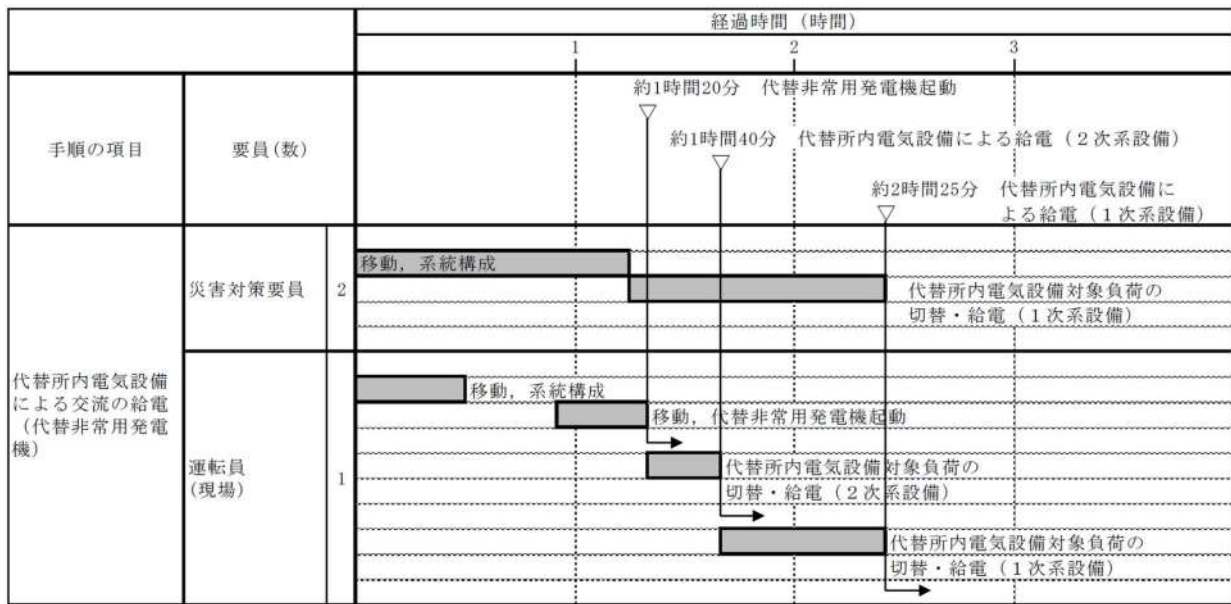 経過時間（時間）
1
2
3
手順の項目
要員(数)
約1時間20分　代替非常用発電機起動
約1時間40分　代替所内電気設備による給電（２次系設備）
約2時間25分　代替所内電気設備に
よる給電（１次系設備）
代替所内電気設備
による交流の給電
（代替非常用発電
機）
災害対策要員
2
移動，系統構成
代替所内電気設備対象負荷の
切替・給電（１次系設備）
運転員
(現場)
1
移動，系統構成
移動，代替非常用発電機起動
代替所内電気設備対象負荷の
切替・給電（２次系設備）
代替所内電気設備対象負荷の
切替・給電（１次系設備）